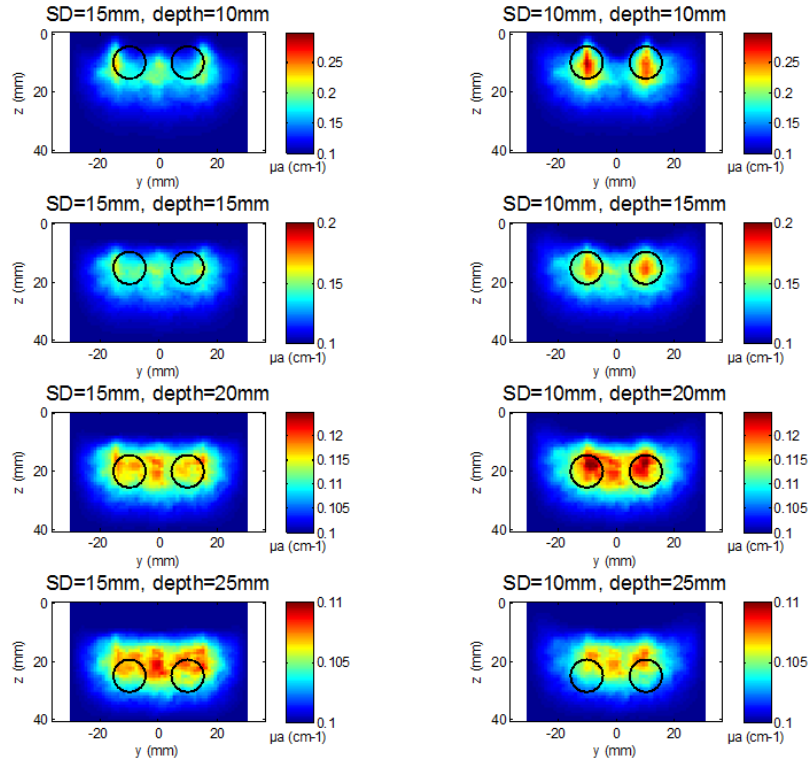 SD=15mm, depth=10mm
0
20
40
z (mm)
-20 0 20
y (mm)
0.25
0.2
0.15
0.1
μa (cm-1)
SD=10mm, depth=10mm
0
20
40
z (mm)
-20 0 20
y (mm)
0.25
0.2
0.15
0.1
μa (cm-1)
SD=15mm, depth=15mm
0
20
40
z (mm)
-20 0 20
y (mm)
0.2
0.15
0.1
μa (cm-1)
SD=10mm, depth=15mm
0
20
40
z (mm)
-20 0 20
y (mm)
0.2
0.15
0.1
μa (cm-1)
SD=15mm, depth=20mm
0
20
40
z (mm)
-20 0 20
y (mm)
0.12
0.115
0.11
0.105
0.1
μa (cm-1)
SD=10mm, depth=20mm
0
20
40
z (mm)
-20 0 20
y (mm)
0.12
0.115
0.11
0.105
0.1
μa (cm-1)
SD=15mm, depth=25mm
0
20
40
z (mm)
-20 0 20
y (mm)
0.11
0.105
0.1
μa (cm-1)
SD=10mm, depth=25mm
0
20
40
z (mm)
-20 0 20
y (mm)
0.11
0.105
0.1
μa (cm-1)